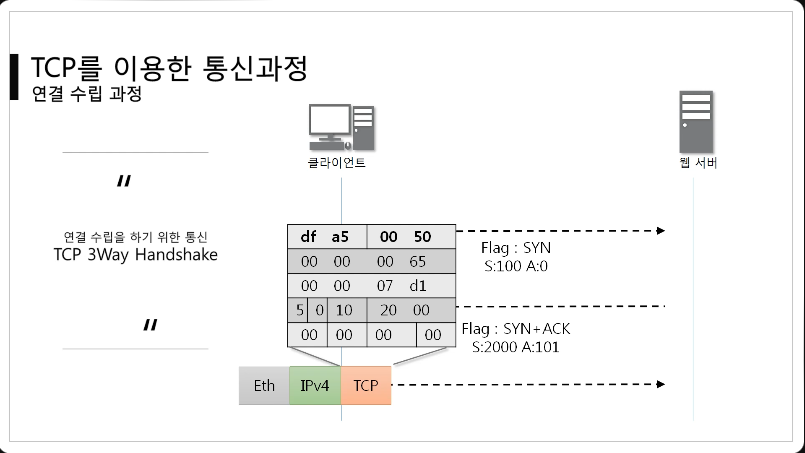 TCP를 이용한 통신과정
연결 수립 과정
클라이언트
웹 서버
“
연결 수립을 하기 위한 통신
TCP 3Way Handshake
”
df a5 00 50
00 00 00 65
00 00 07 d1
5 0 10 20 00
00 00 00 00
Flag : SYN
S:100 A:0
Flag : SYN+ACK
S:2000 A:101
Eth IPv4 TCP